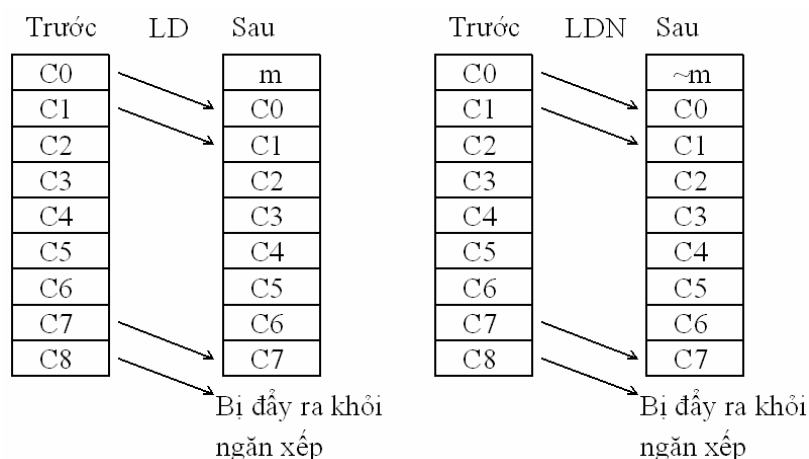 Trước LD Sau Trước LDN Sau
C0 m C0 ~m
C1 C0 C1 C0
C2 C1 C2 C1
C3 C2 C3 C2
C4 C3 C4 C3
C5 C4 C5 C4
C6 C5 C6 C5
C7 C6 C7 C6
C8 C7 C8 C7
Bị đẩy ra khỏi Bị đẩy ra khỏi
ngăn xếp ngăn xếp